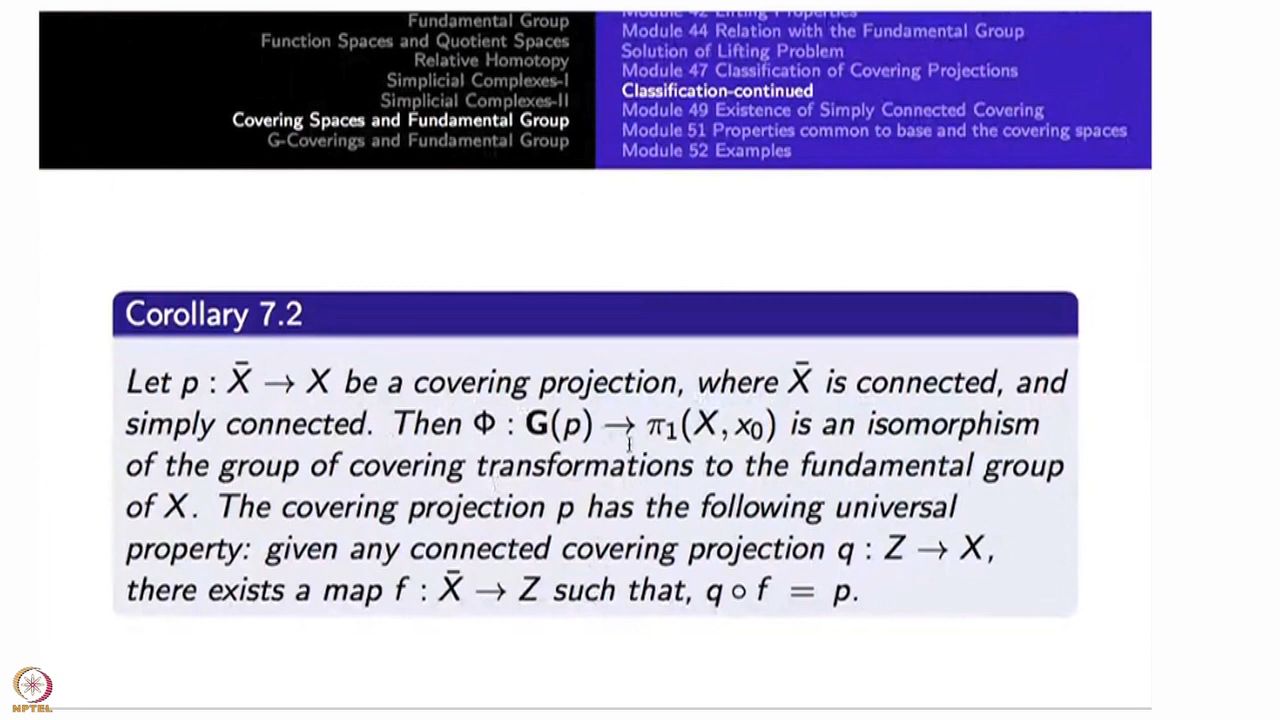 Fundamental Group
Function Spaces and Quotient Spaces
Relative Homotopy
Simplicial Complexes-I
Simplicial Complexes-II
Covering Spaces and Fundamental Group
G-Coverings and Fundamental Group
Module 42 Lifting Properties
Module 44 Relation with the Fundamental Group
Solution of Lifting Problem
Module 47 Classification of Covering Projections
Classification-continued
Module 49 Existence of Simply Connected Covering
Module 51 Properties common to base and the covering spaces
Module 52 Examples
Corollary 7.2
Let p : X̄ → X be a covering projection, where X̄ is connected, and
simply connected. Then Φ : G(p) → π₁(X, x₀) is an isomorphism
of the group of covering transformations to the fundamental group
of X. The covering projection p has the following universal
property: given any connected covering projection q : Z → X,
there exists a map f : X̄ → Z such that, q ∘ f = p.
NPTEL